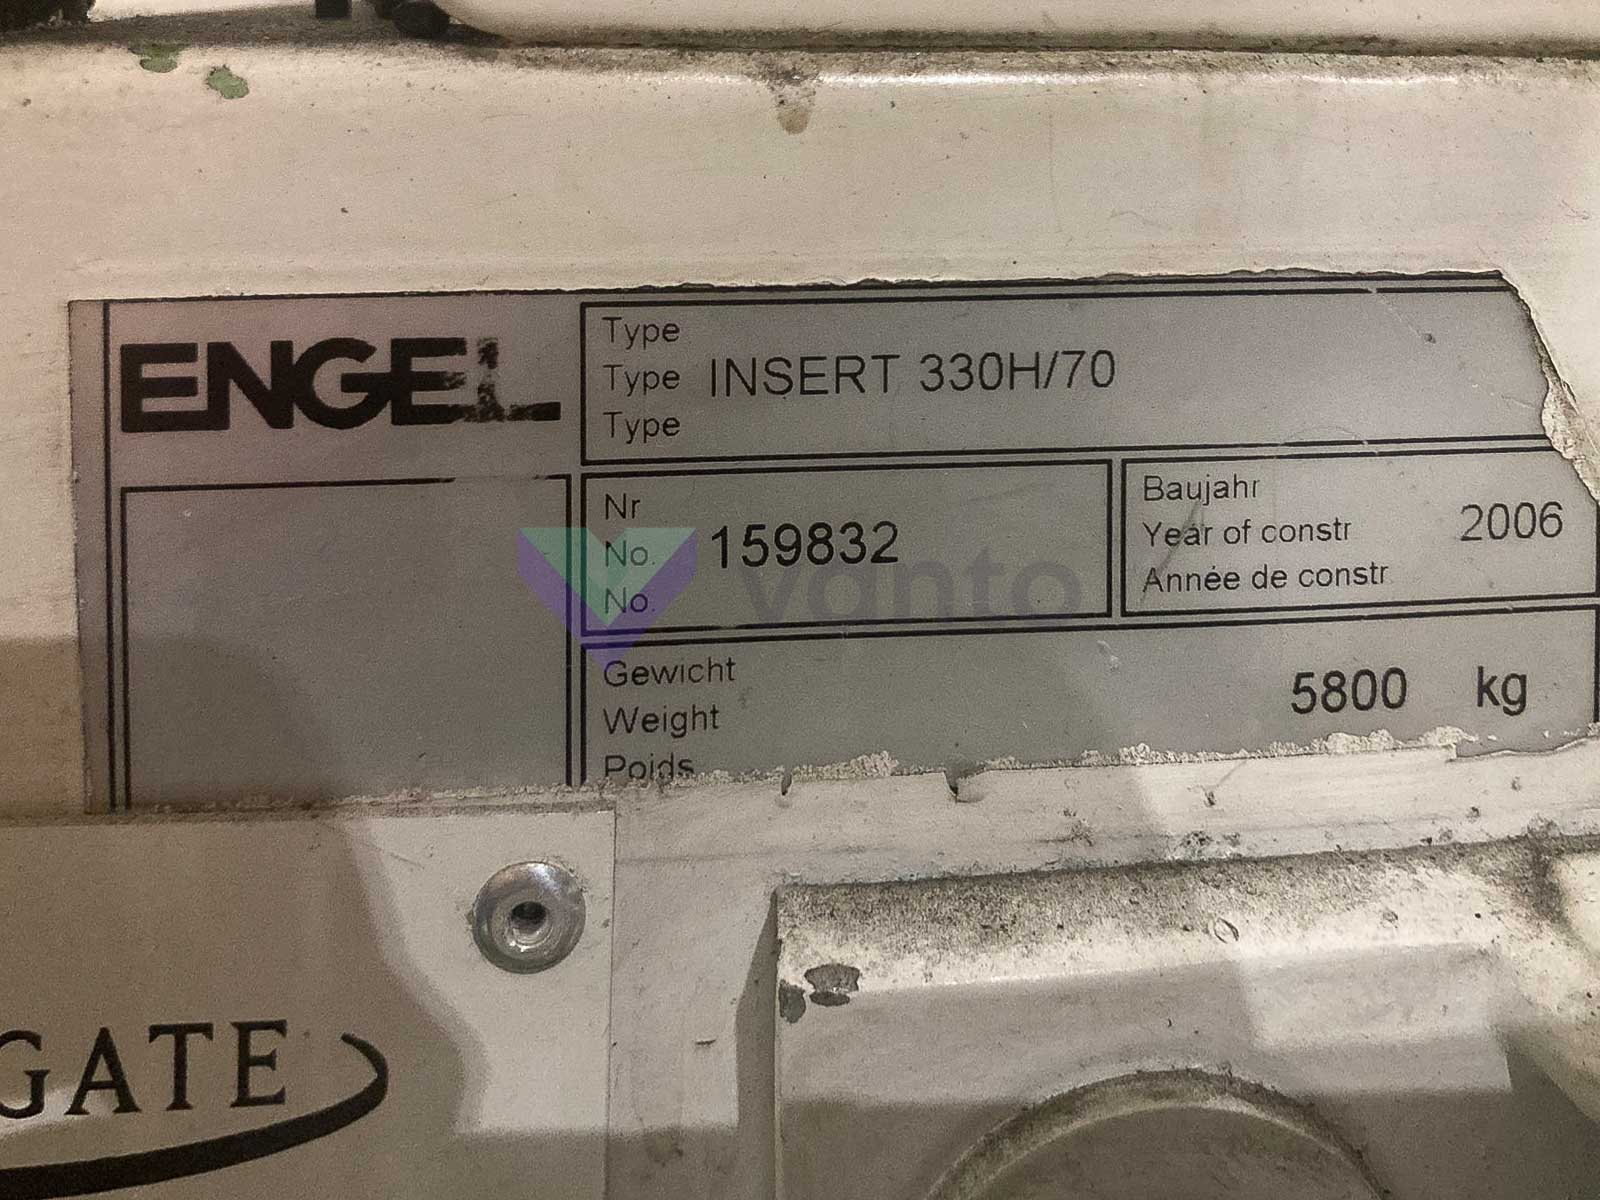 ENGEL
Type
Type INSERT 330H/70
Type
Nr
No. 159832
No.
Baujahr
Year of constr 2006
Année de constr
Gewicht
Weight 5800 kg
Poids
vanto
GATE